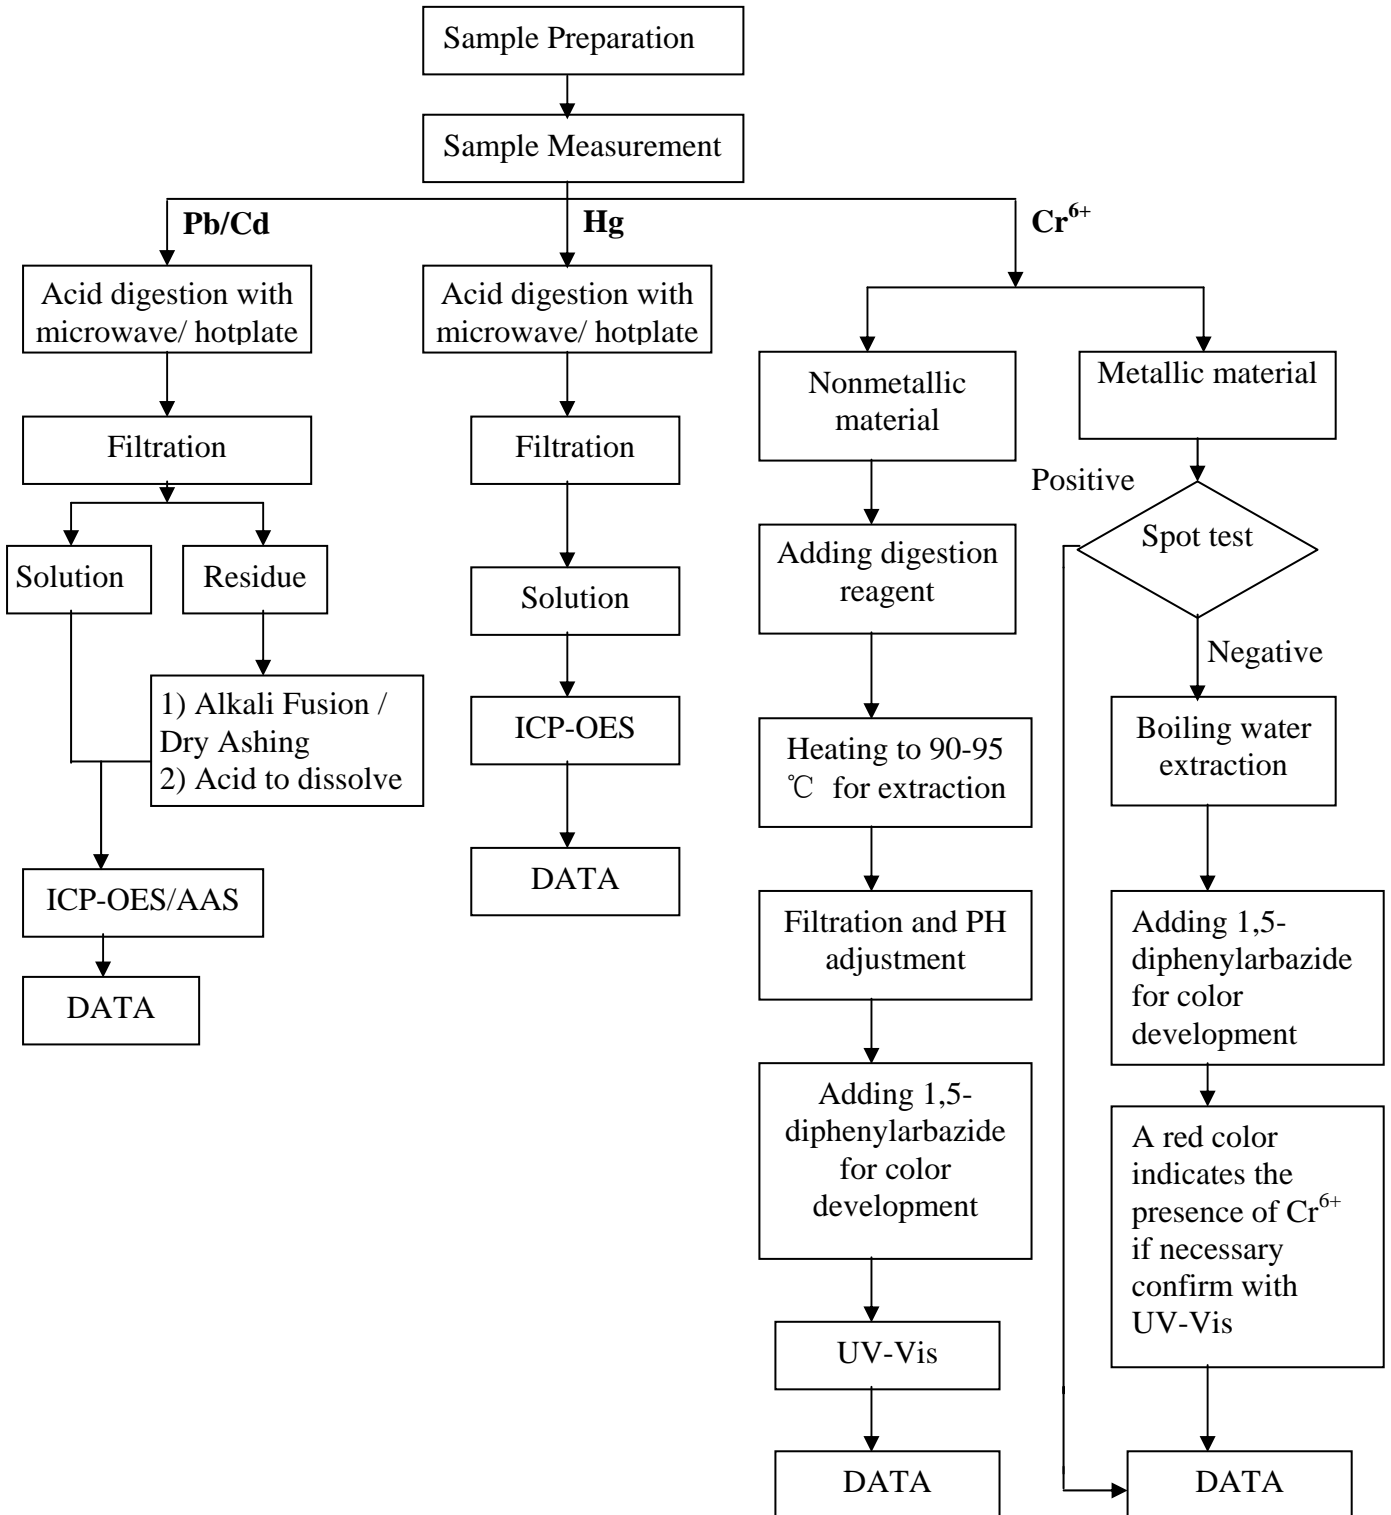 Sample Preparation
Sample Measurement
Pb/Cd
Hg
Cr⁶⁺
Acid digestion with
microwave/ hotplate
Filtration
Solution
Residue
1) Alkali Fusion /
Dry Ashing
2) Acid to dissolve
ICP-OES/AAS
DATA
Acid digestion with
microwave/ hotplate
Filtration
Solution
ICP-OES
DATA
Nonmetallic
material
Adding digestion
reagent
Heating to 90-95
℃ for extraction
Filtration and PH
adjustment
Adding 1,5-
diphenylarbazide
for color
development
UV-Vis
DATA
Metallic material
Positive
Spot test
Negative
Boiling water
extraction
Adding 1,5-
diphenylarbazide
for color
development
A red color
indicates the
presence of Cr⁶⁺
if necessary
confirm with
UV-Vis
DATA